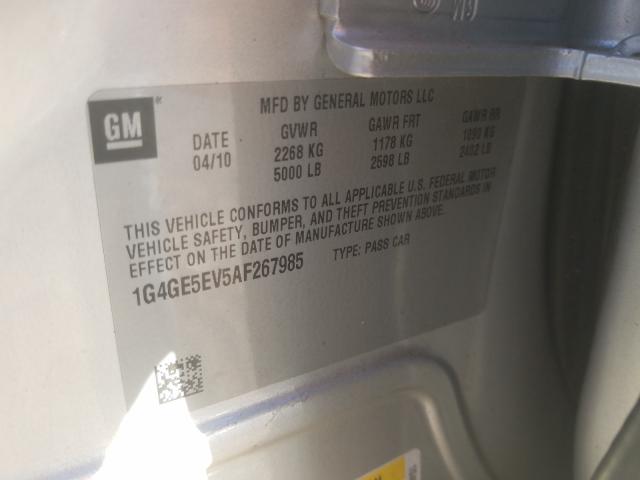 GM
MFD BY GENERAL MOTORS LLC
DATE GVWR GAWR FRT GAWR RR
04/10 2268 KG 1178 KG 1090 KG
5000 LB 2598 LB 2402 LB
THIS VEHICLE CONFORMS TO ALL APPLICABLE U.S. FEDERAL MOTOR
VEHICLE SAFETY, BUMPER, AND THEFT PREVENTION STANDARDS IN
EFFECT ON THE DATE OF MANUFACTURE SHOWN ABOVE.
1G4GE5EV5AF267985 TYPE: PASS CAR